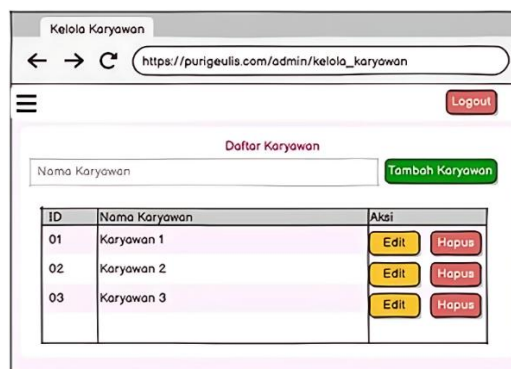 Kelola Karyawan
https://purigeulis.com/admin/kelola_karyawan
Logout
Daftar Karyawan
Nama Karyawan Tambah Karyawan
ID Nama Karyawan Aksi
01 Karyawan 1 Edit Hapus
02 Karyawan 2 Edit Hapus
03 Karyawan 3 Edit Hapus